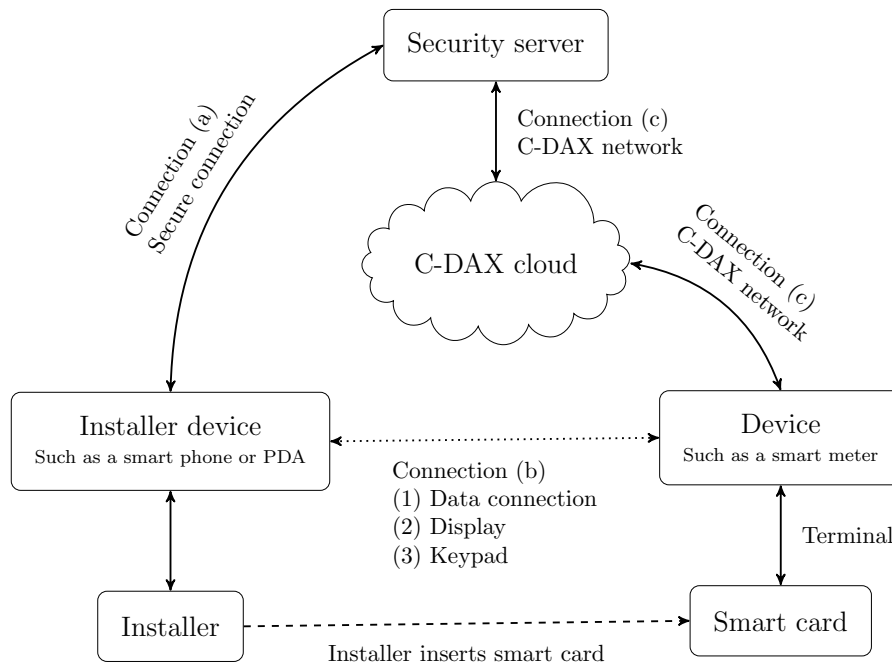 Security server
Connection (a)
Secure connection
Connection (c)
C-DAX network
C-DAX cloud
Connection (c)
C-DAX network
Installer device
Such as a smart phone or PDA
Device
Such as a smart meter
Connection (b)
(1) Data connection
(2) Display
(3) Keypad
Terminal
Installer
Smart card
Installer inserts smart card